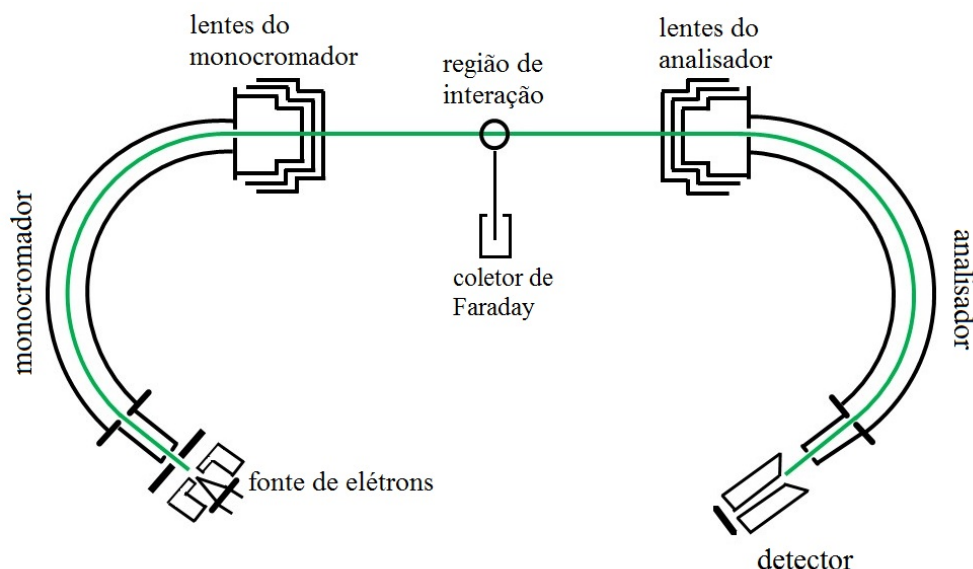 lentes do
monocromador
região de
interação
lentes do
analisador
monocromador
coletor de
Faraday
analisador
fonte de elétrons
detector